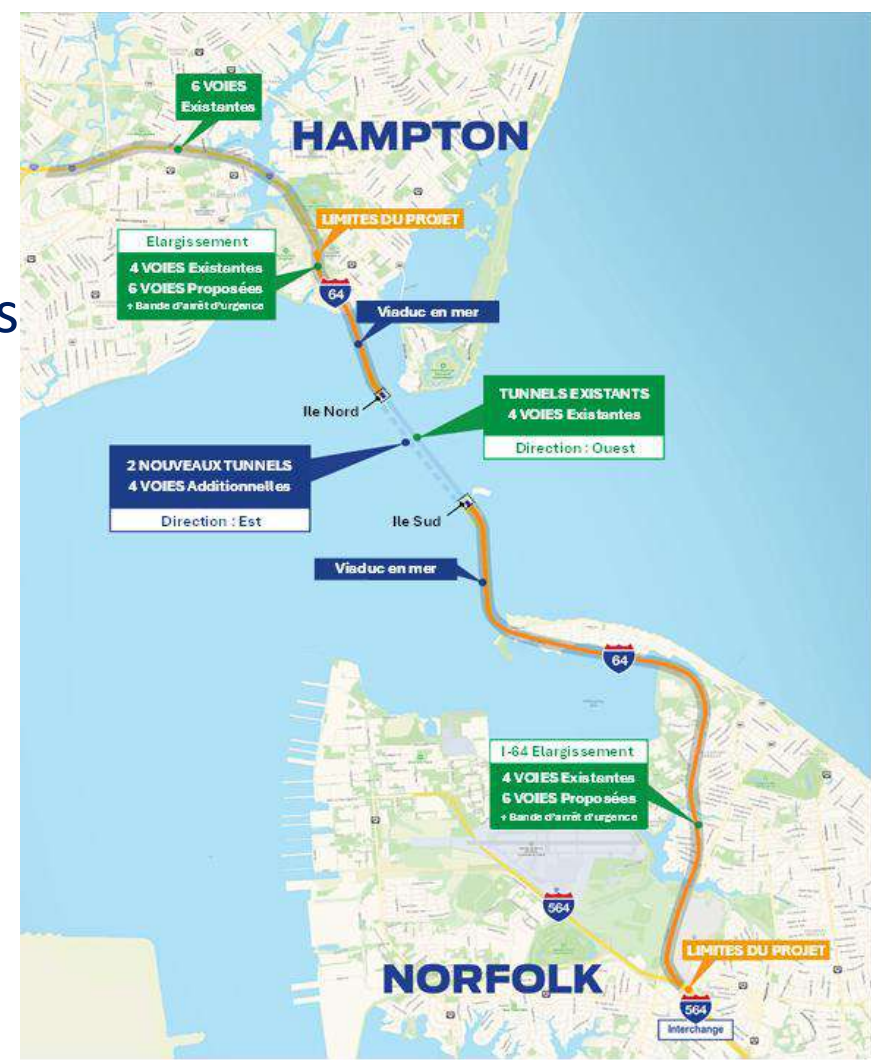 6 VOIES
Existantes
HAMPTON
LIMITES DU PROJET
Elargissement
4 VOIES Existantes
6 VOIES Proposées
+ Bande d'arrêt d'urgence
64
s
Viaduc en mer
Ile Nord
TUNNELS EXISTANTS
4 VOIES Existantes
Direction : Ouest
2 NOUVEAUX TUNNELS
4 VOIES Additionnelles
Direction : Est
Ile Sud
Viaduc en mer
64
I-64 Elargissement
4 VOIES Existantes
6 VOIES Proposées
+ Bande d'arrêt d'urgence
564
LIMITES DU PROJET
NORFOLK
564
Interchange